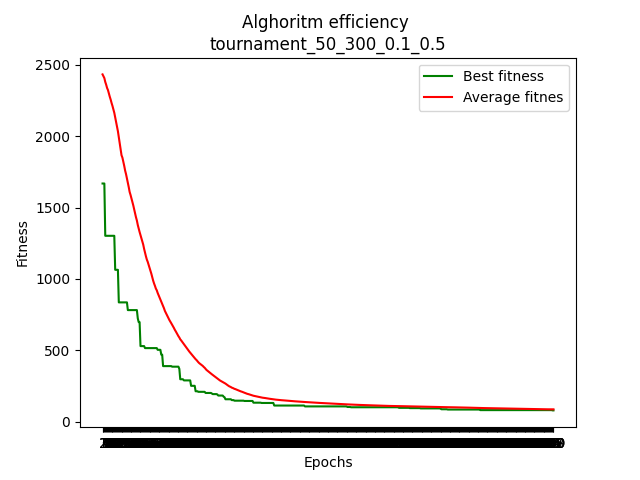 Alghoritm efficiency
tournament_50_300_0.1_0.5
Best fitness
Average fitnes
2500
2000
1500
1000
500
0
Fitness
Epochs